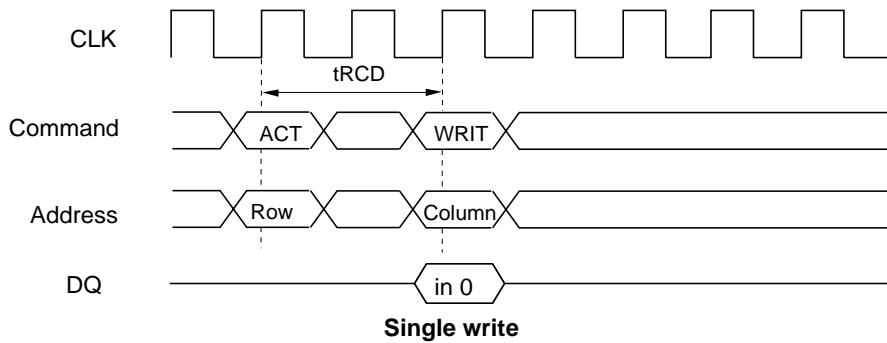 CLK
tRCD
Command ACT WRIT
Address Row Column
DQ in 0
Single write